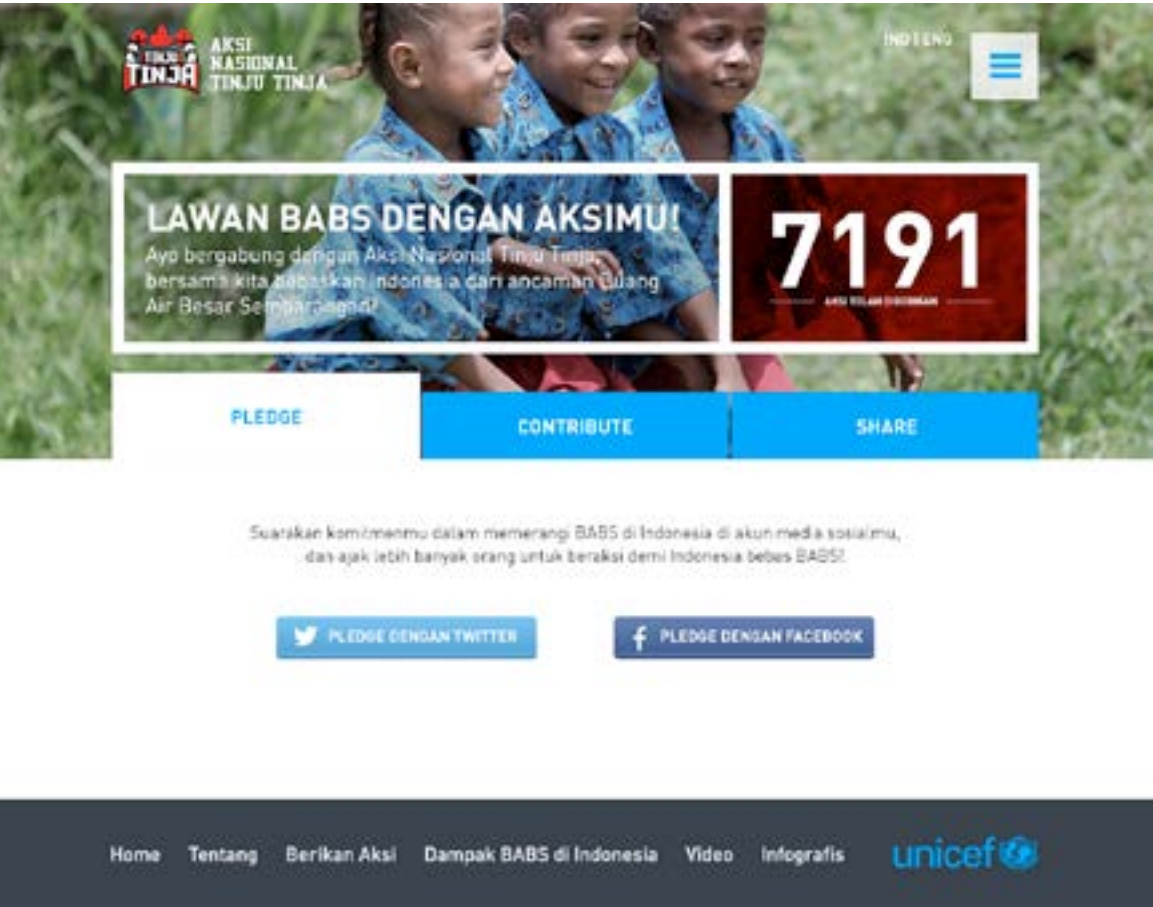 TINJU
TINJA
AKSI
NASIONAL
TINJU TINJA
IND | ENG
LAWAN BABS DENGAN AKSIMU!
Ayo bergabung dengan Aksi Nasional Tinju Tinja,
bersama kita bebaskan Indonesia dari ancaman Buang
Air Besar Sembarangan!
7191
AKSI TELAH DIBERIKAN
PLEDGE
CONTRIBUTE
SHARE
Suarakan komitmenmu dalam memerangi BABS di Indonesia di akun media sosialmu,
dan ajak lebih banyak orang untuk beraksi demi Indonesia bebas BABS!
PLEDGE DENGAN TWITTER
PLEDGE DENGAN FACEBOOK
Home Tentang Berikan Aksi Dampak BABS di Indonesia Video Infografis unicef